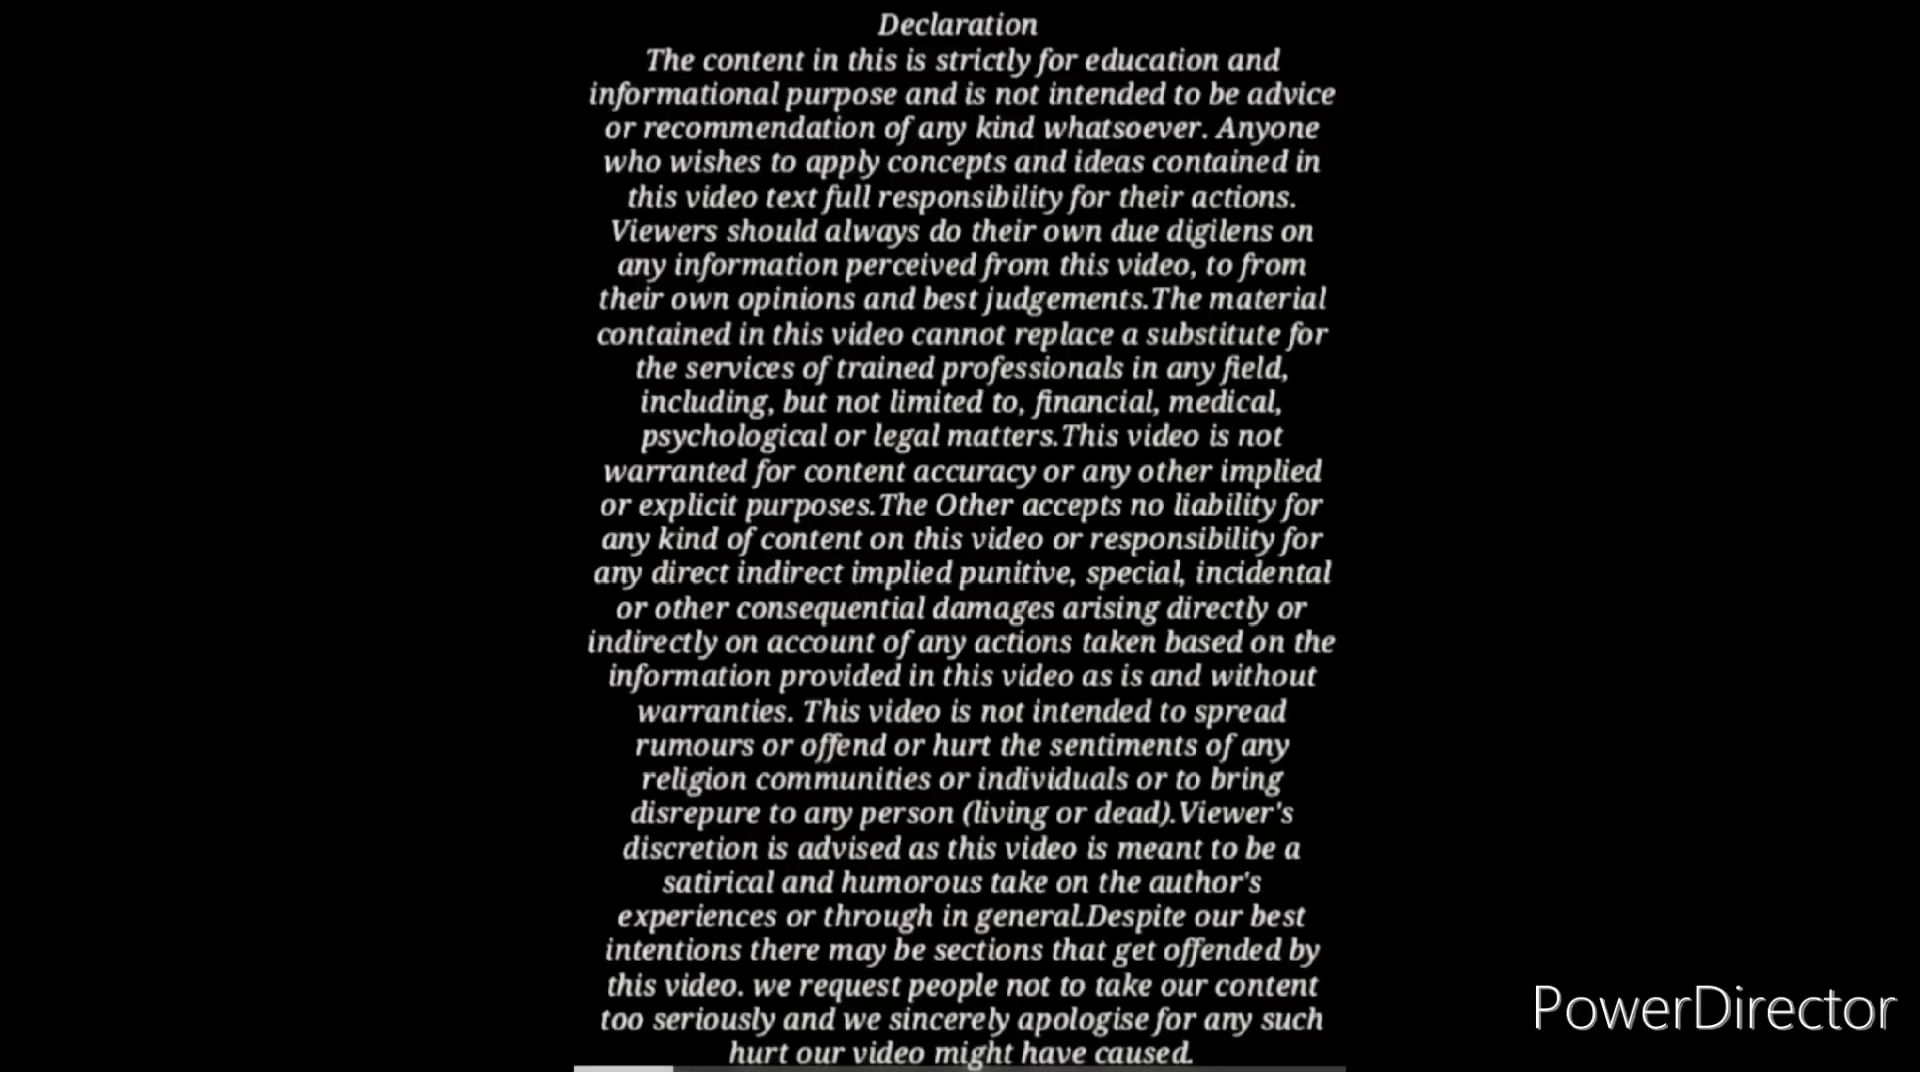 Declaration
The content in this is strictly for education and
informational purpose and is not intended to be advice
or recommendation of any kind whatsoever. Anyone
who wishes to apply concepts and ideas contained in
this video text full responsibility for their actions.
Viewers should always do their own due digilens on
any information perceived from this video, to from
their own opinions and best judgements.The material
contained in this video cannot replace a substitute for
the services of trained professionals in any field,
including, but not limited to, financial, medical,
psychological or legal matters.This video is not
warranted for content accuracy or any other implied
or explicit purposes.The Other accepts no liability for
any kind of content on this video or responsibility for
any direct indirect implied punitive, special, incidental
or other consequential damages arising directly or
indirectly on account of any actions taken based on the
information provided in this video as is and without
warranties. This video is not intended to spread
rumours or offend or hurt the sentiments of any
religion communities or individuals or to bring
disrepure to any person (living or dead).Viewer's
discretion is advised as this video is meant to be a
satirical and humorous take on the author's
experiences or through in general.Despite our best
intentions there may be sections that get offended by
this video. we request people not to take our content
too seriously and we sincerely apologise for any such
hurt our video might have caused.
PowerDirector